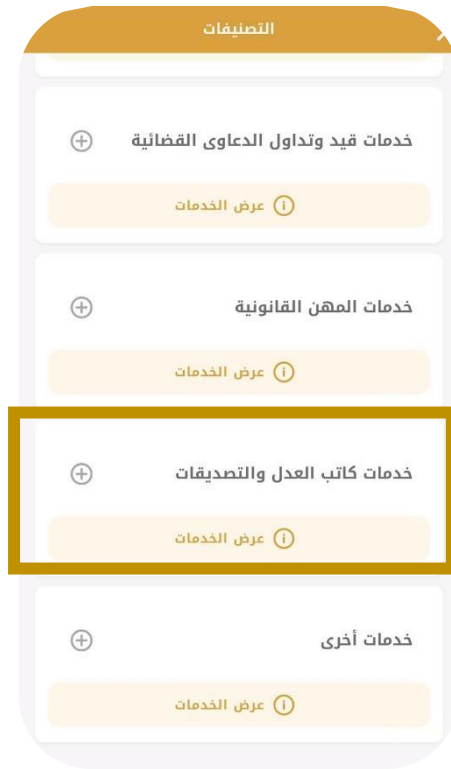 التصنيفات
خدمات قيد وتداول الدعاوى القضائية
عرض الخدمات
خدمات المهن القانونية
عرض الخدمات
خدمات كاتب العدل والتصديقات
عرض الخدمات
خدمات أخرى
عرض الخدمات